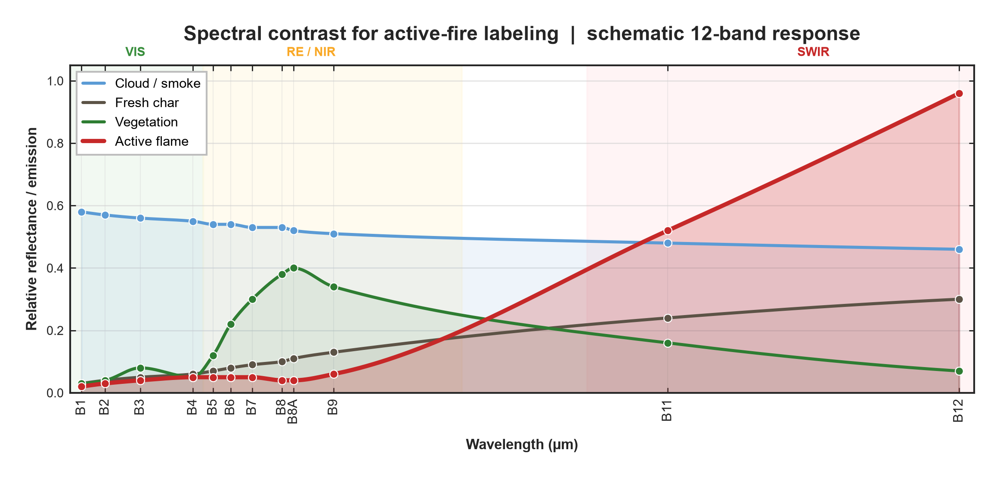 Spectral contrast for active-fire labeling | schematic 12-band response
VIS
RE / NIR
SWIR
Cloud / smoke
Fresh char
Vegetation
Active flame
Relative reflectance / emission
1.0
0.8
0.6
0.4
0.2
0.0
B1
B2
B3
B4
B5
B6
B7
B8
B8A
B9
B11
B12
Wavelength (µm)